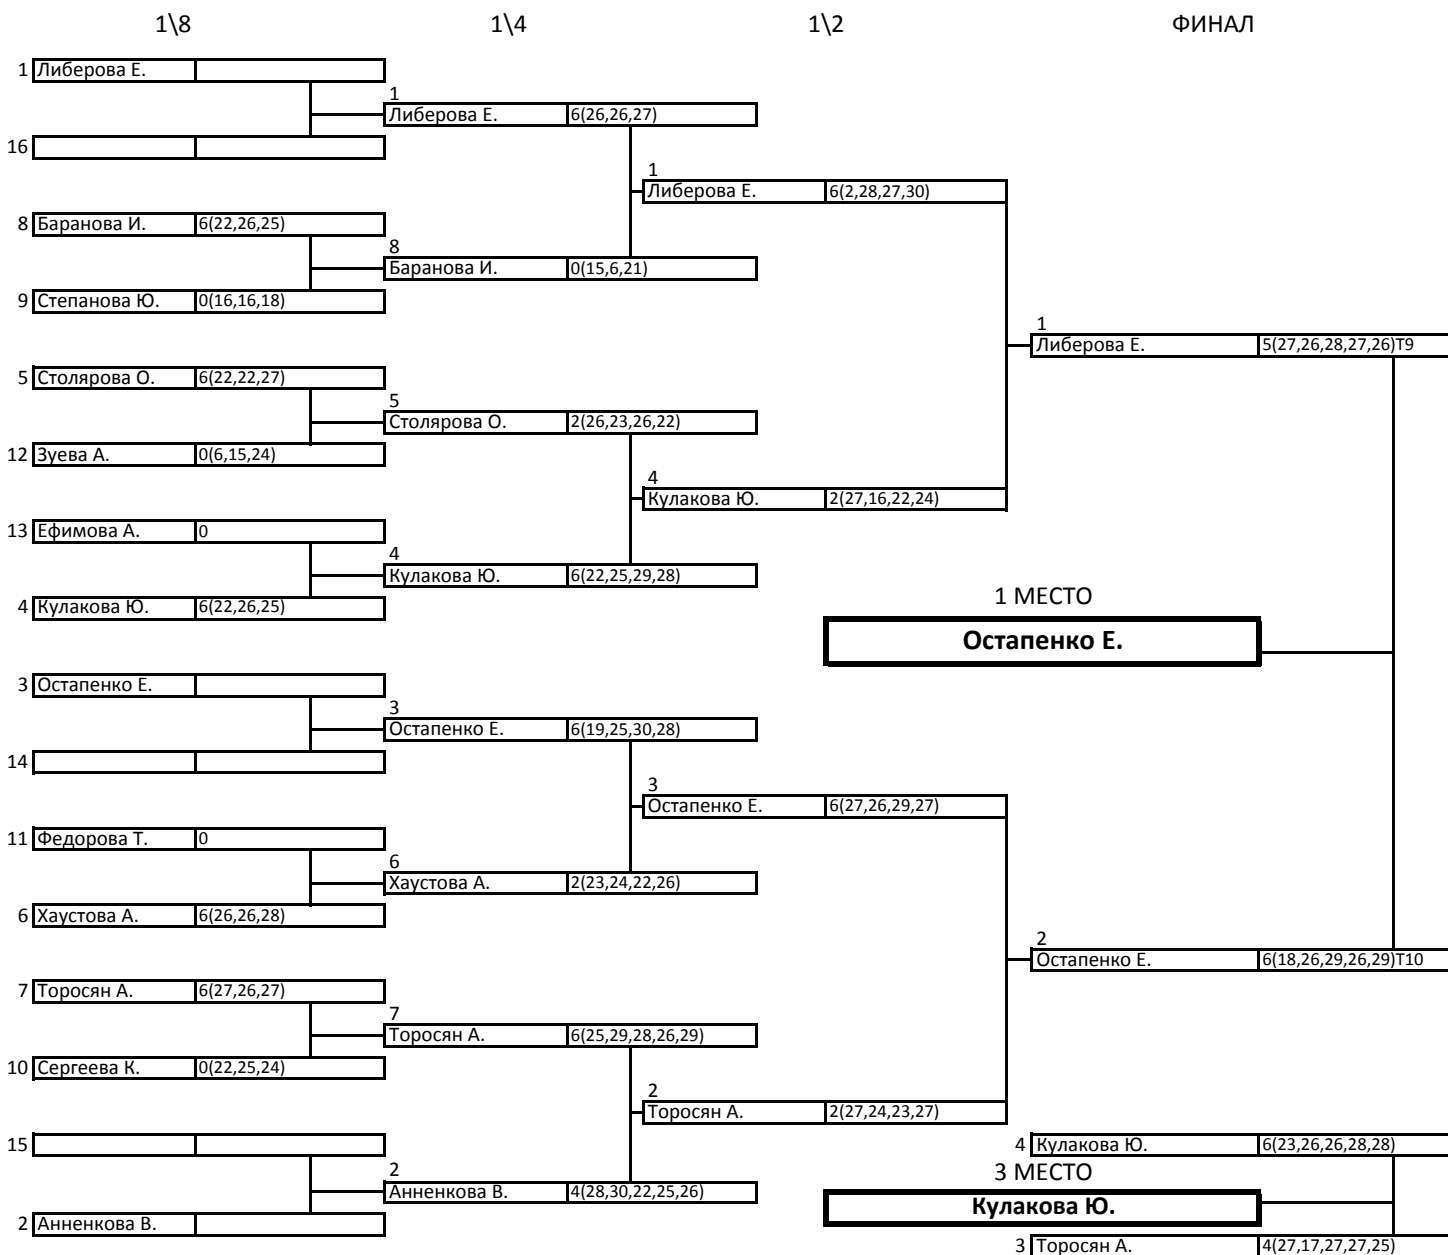 1\8 1\4 1\2 ФИНАЛ
1 Либерова Е.
1
Либерова Е. 6(26,26,27)
16
1
Либерова Е. 6(2,28,27,30)
8 Баранова И. 6(22,26,25)
8
Баранова И. 0(15,6,21)
9 Степанова Ю. 0(16,16,18)
1
Либерова Е. 5(27,26,28,27,26)Т9
5 Столярова О. 6(22,22,27)
5
Столярова О. 2(26,23,26,22)
12 Зуева А. 0(6,15,24)
4
Кулакова Ю. 2(27,16,22,24)
13 Ефимова А. 0
4
Кулакова Ю. 6(22,25,29,28)
4 Кулакова Ю. 6(22,26,25)
1 МЕСТО
Остапенко Е.
3 Остапенко Е.
3
Остапенко Е. 6(19,25,30,28)
14
3
Остапенко Е. 6(27,26,29,27)
11 Федорова Т. 0
6
Хаустова А. 2(23,24,22,26)
6 Хаустова А. 6(26,26,28)
2
Остапенко Е. 6(18,26,29,26,29)Т10
7 Торосян А. 6(27,26,27)
7
Торосян А. 6(25,29,28,26,29)
10 Сергеева К. 0(22,25,24)
2
Торосян А. 2(27,24,23,27)
15
4 Кулакова Ю. 6(23,26,26,28,28)
2
Анненкова В. 4(28,30,22,25,26)
3 МЕСТО
Кулакова Ю.
2 Анненкова В.
3 Торосян А. 4(27,17,27,27,25)